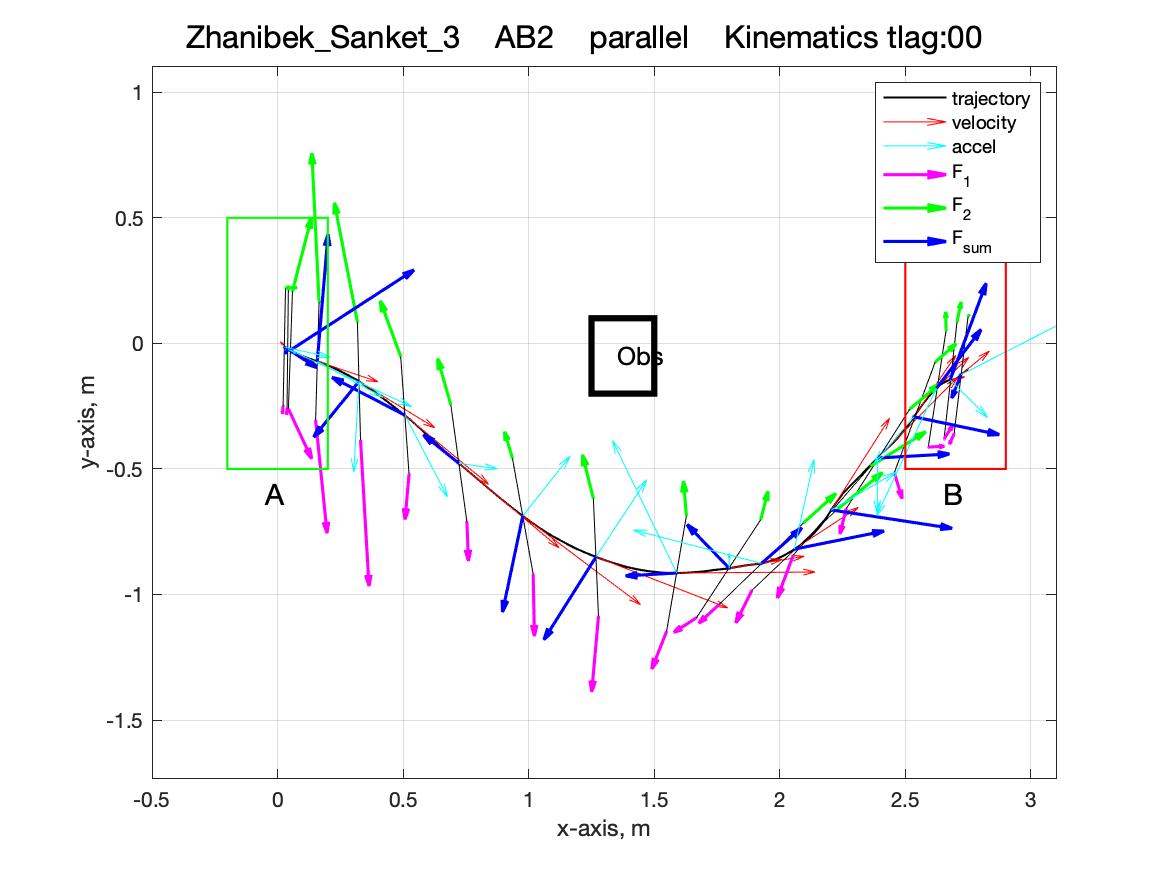 Zhanibek_Sanket_3 AB2 parallel Kinematics tlag:00
trajectory
velocity
accel
F1
F2
Fsum
1
0.5
0
-0.5
-1
-1.5
y-axis, m
Obs
A
B
-0.5 0 0.5 1 1.5 2 2.5 3
x-axis, m